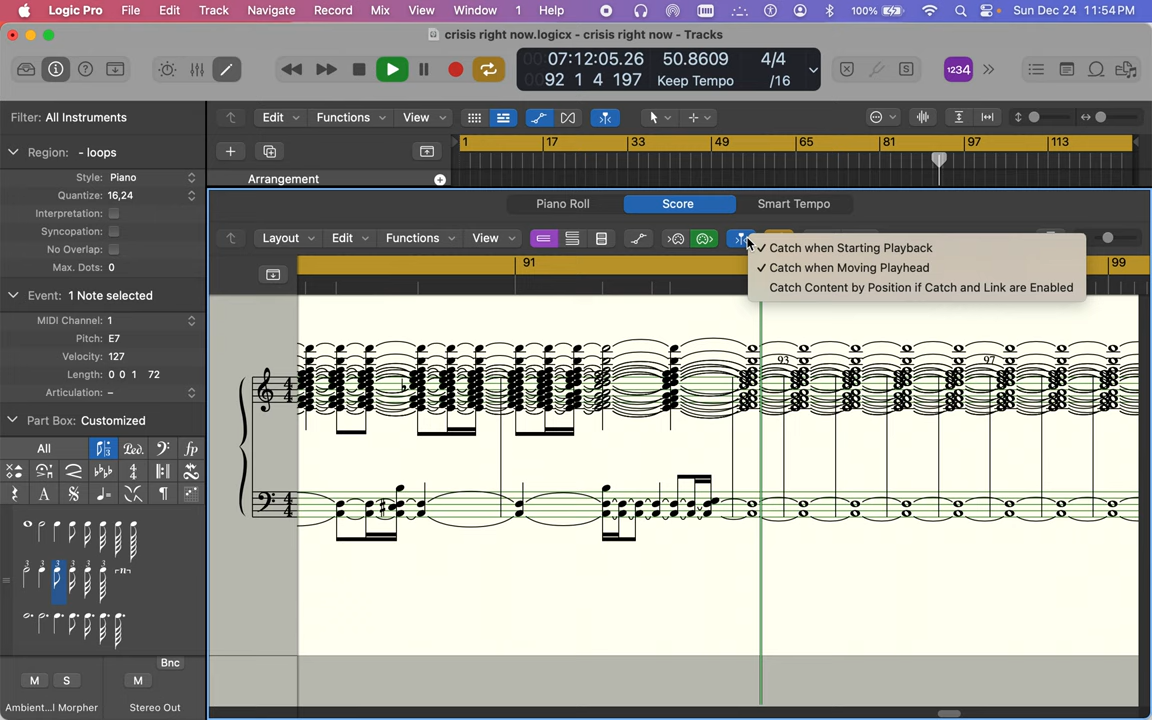 Logic Pro File Edit Track Navigate Record Mix View Window 1 Help 100% Sun Dec 24 11:54 PM
crisis right now.logicx - crisis right now - Tracks
07:12:05.26 50.8609 4/4
92 1 4 197 Keep Tempo /16
1234
Filter: All Instruments
Edit Functions View
Region: - loops
1 17 33 49 65 81 97 113
Style: Piano
Arrangement
Quantize: 16,24
Piano Roll Score Smart Tempo
Interpretation:
Syncopation:
Layout Edit Functions View
No Overlap:
Max. Dots: 0
Catch when Starting Playback
Catch when Moving Playhead
Catch Content by Position if Catch and Link are Enabled
91 99
Event: 1 Note selected
MIDI Channel: 1
Pitch: E7
Velocity: 127
Length: 0 0 1 72
Articulation: –
93 97
Part Box: Customized
All
Bnc
M S M
Ambient...l Morpher Stereo Out